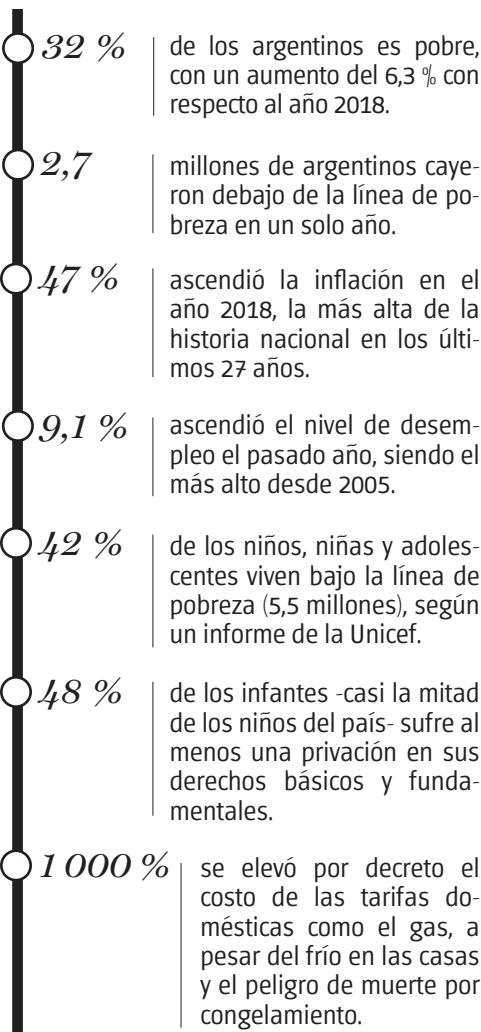 32 % de los argentinos es pobre,
con un aumento del 6,3 % con
respecto al año 2018.
2,7 millones de argentinos caye-
ron debajo de la línea de po-
breza en un solo año.
47 % ascendió la inflación en el
año 2018, la más alta de la
historia nacional en los últi-
mos 27 años.
9,1 % ascendió el nivel de desem-
pleo el pasado año, siendo el
más alto desde 2005.
42 % de los niños, niñas y adoles-
centes viven bajo la línea de
pobreza (5,5 millones), según
un informe de la Unicef.
48 % de los infantes -casi la mitad
de los niños del país- sufre al
menos una privación en sus
derechos básicos y funda-
mentales.
1 000 % se elevó por decreto el
costo de las tarifas do-
mésticas como el gas, a
pesar del frío en las casas
y el peligro de muerte por
congelamiento.